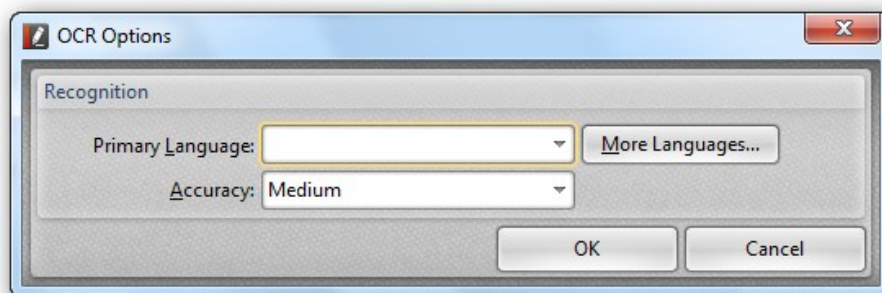 OCR Options
Recognition
Primary Language: More Languages...
Accuracy: Medium
OK Cancel